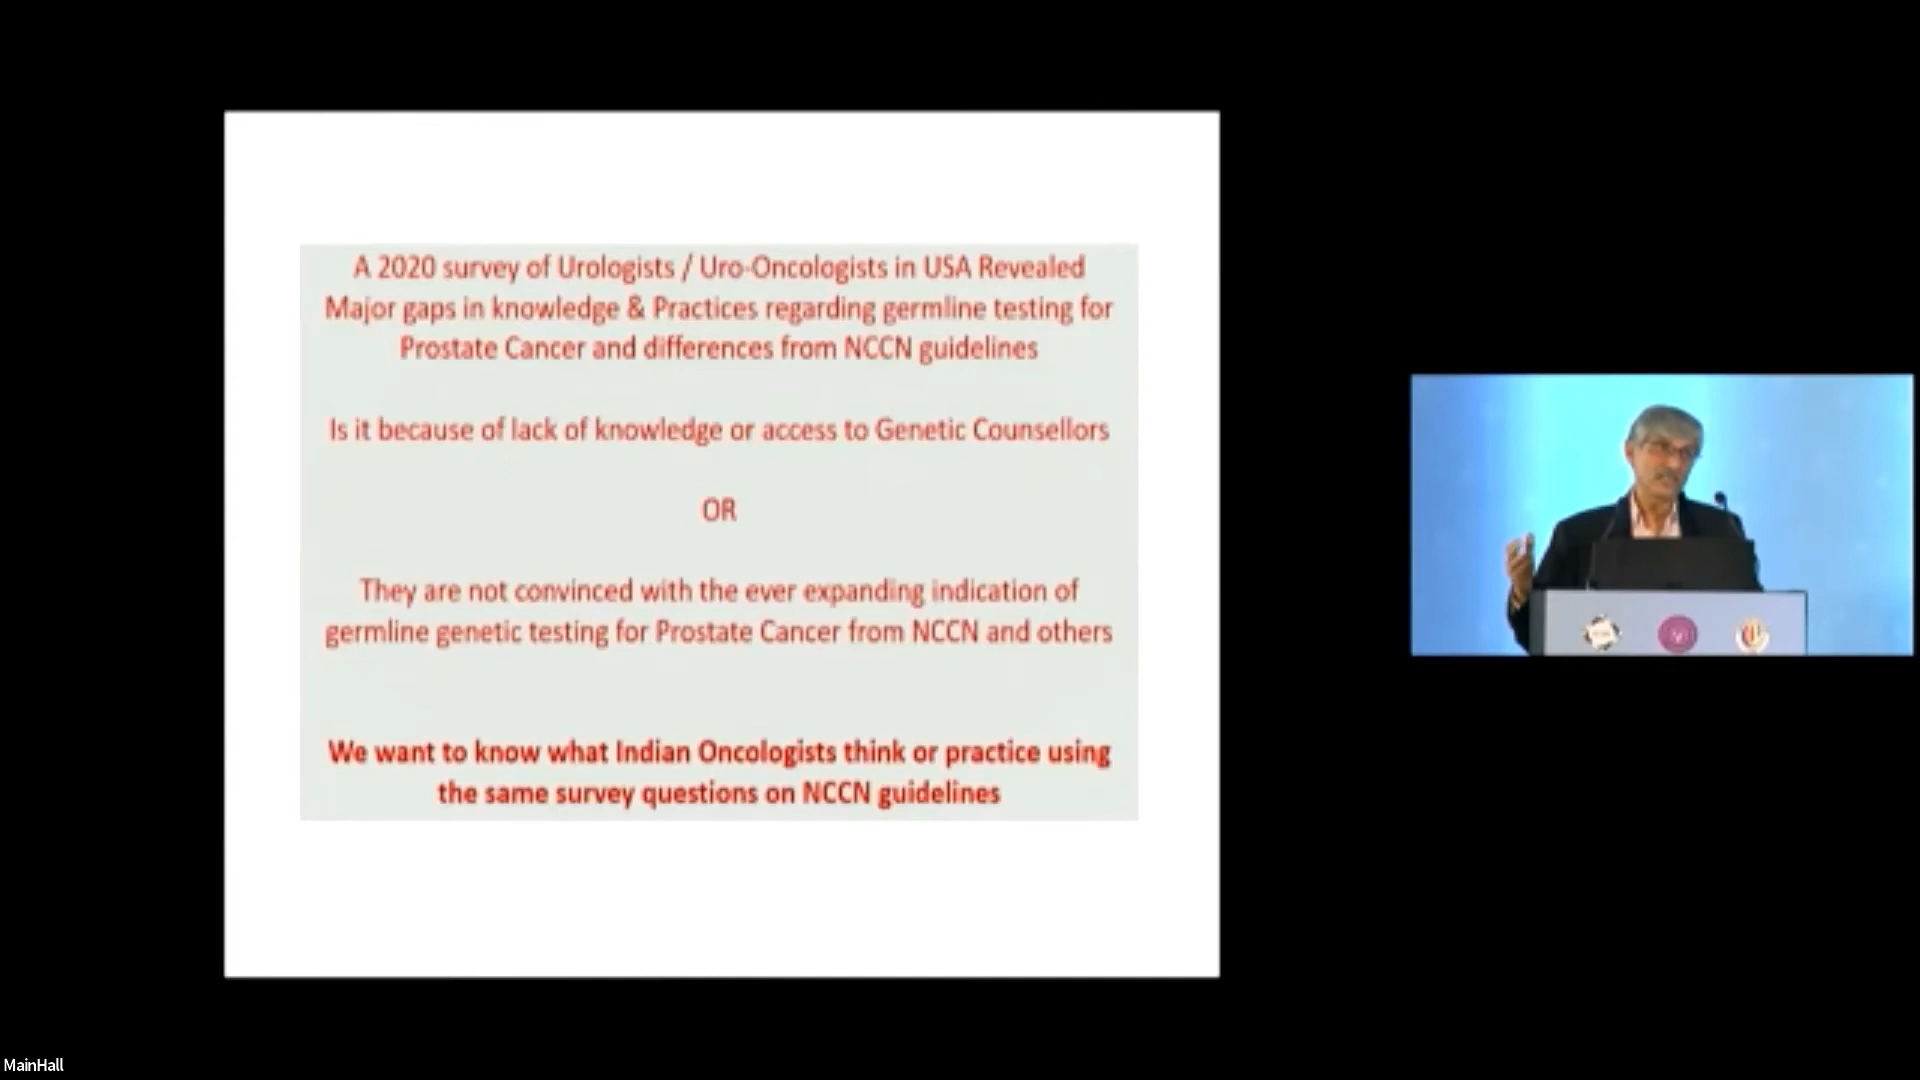 A 2020 survey of Urologists / Uro-Oncologists in USA Revealed
Major gaps in knowledge & Practices regarding germline testing for
Prostate Cancer and differences from NCCN guidelines
Is it because of lack of knowledge or access to Genetic Counsellors
OR
They are not convinced with the ever expanding indication of
germline genetic testing for Prostate Cancer from NCCN and others
We want to know what Indian Oncologists think or practice using
the same survey questions on NCCN guidelines
MainHall